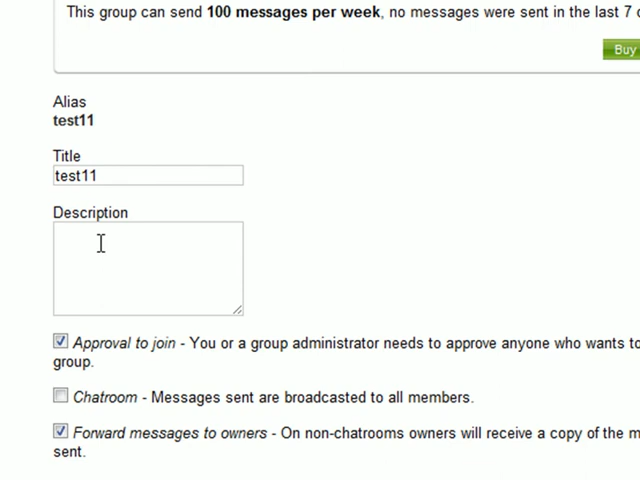 This group can send 100 messages per week, no messages were sent in the last 7
Buy
Alias
test11
Title
test11
Description
Approval to join - You or a group administrator needs to approve anyone who wants to
group.
Chatroom - Messages sent are broadcasted to all members.
Forward messages to owners - On non-chatrooms owners will receive a copy of the
sent.